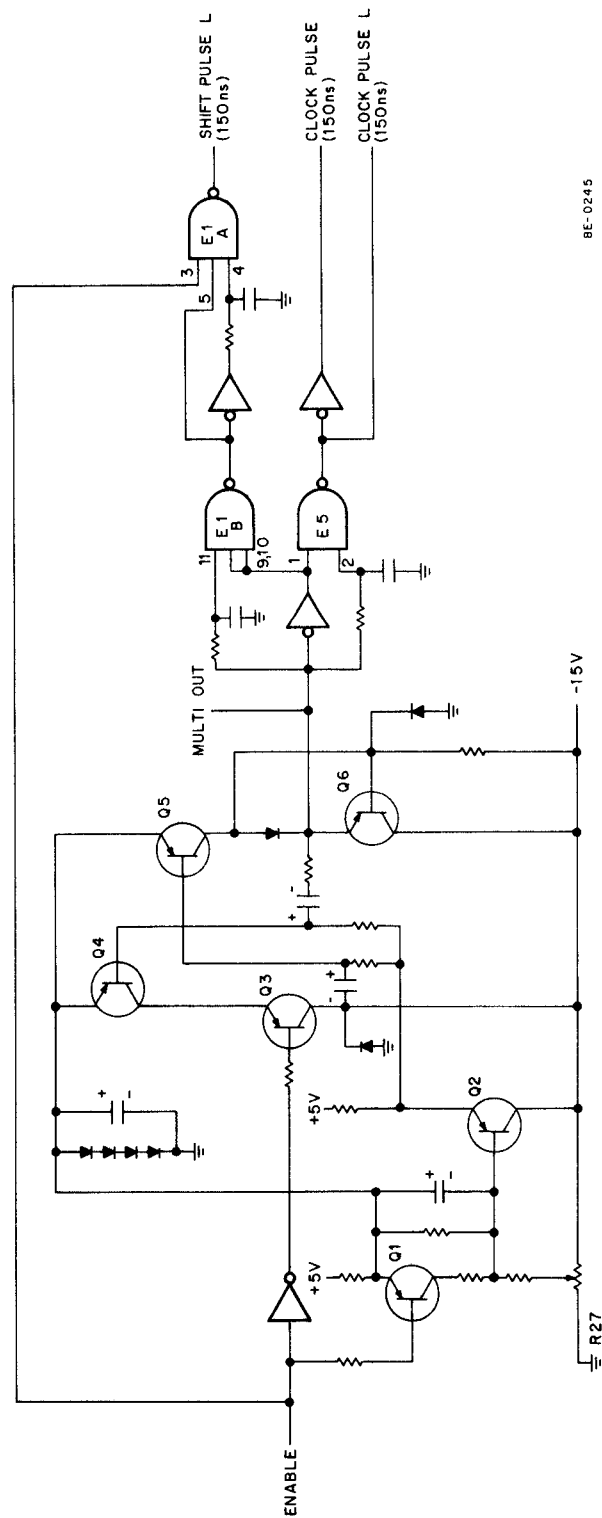 SHIFT PULSE L
(150ns)
CLOCK PULSE
(150ns)
CLOCK PULSE L
(150ns)
E1
A
3
5
4
E1
B
11
9,10
E5
1
2
MULTI OUT
Q5
Q6
Q4
Q3
-15V
+5V
Q2
+5V
Q1
R27
ENABLE
+
-
+
-
+
-
+
-
BE-0245